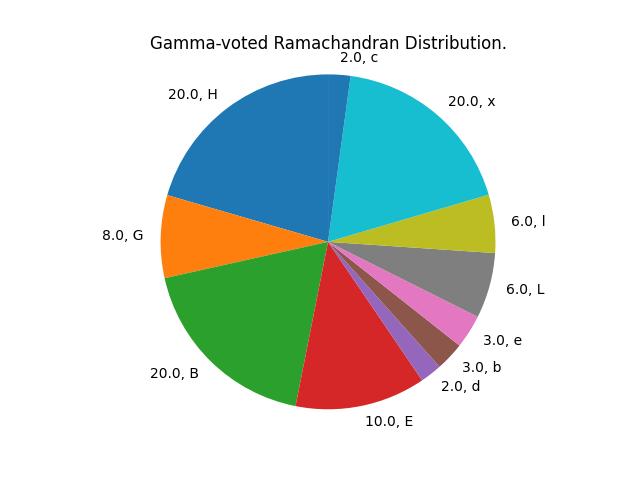 Gamma-voted Ramachandran Distribution.
2.0, c
20.0, H
20.0, x
6.0, l
8.0, G
6.0, L
3.0, e
3.0, b
20.0, B
2.0, d
10.0, E